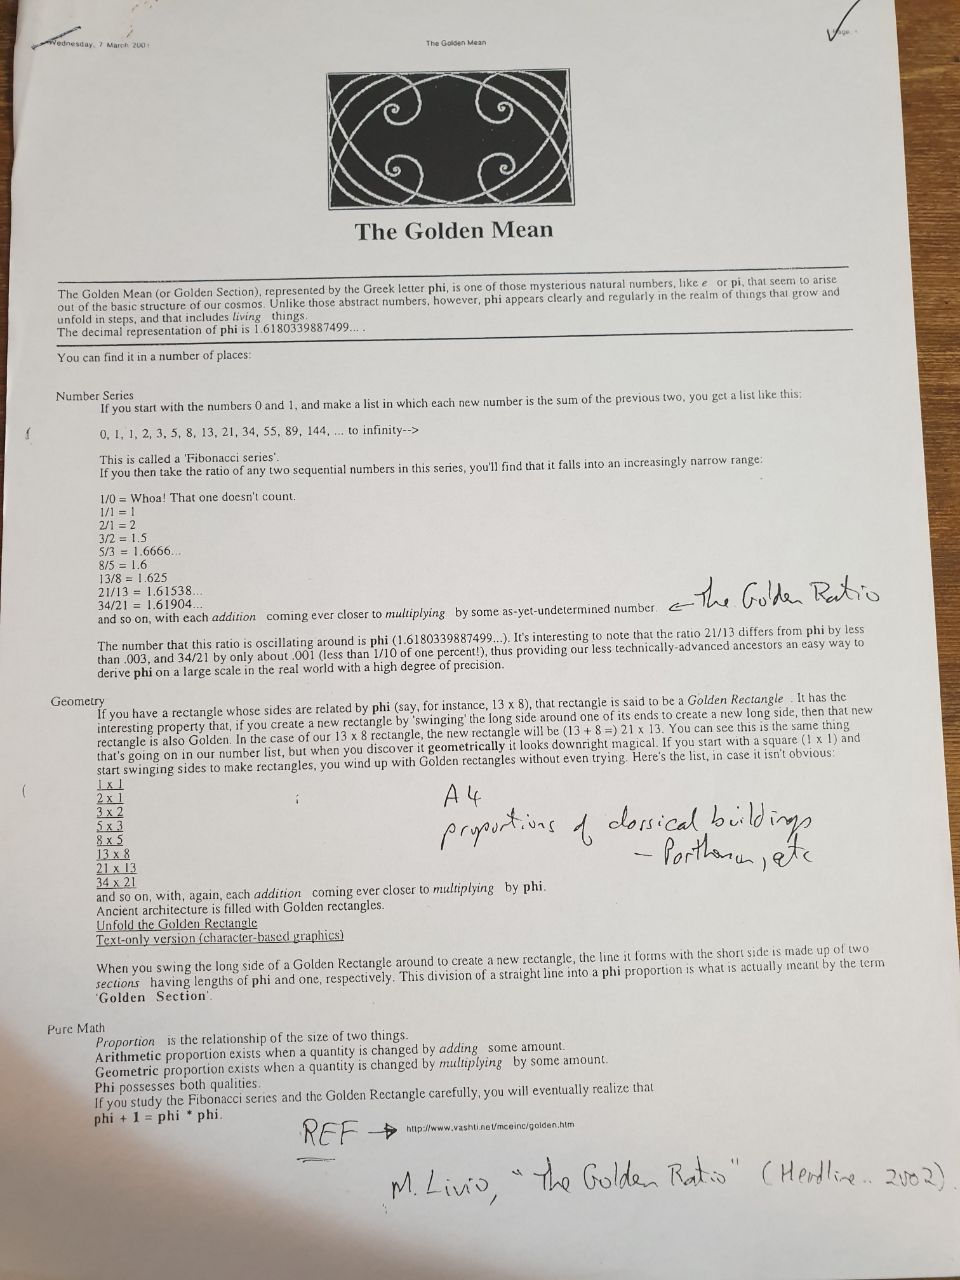 Wednesday, 7 March 200
The Golden Mean
Page
The Golden Mean
The Golden Mean (or Golden Section), represented by the Greek letter phi, is one of those mysterious natural numbers, like e or pi, that seem to arise
out of the basic structure of our cosmos. Unlike those abstract numbers, however, phi appears clearly and regularly in the realm of things that grow and
unfold in steps, and that includes living things.
The decimal representation of phi is 1.6180339887499... .
You can find it in a number of places:
Number Series
If you start with the numbers 0 and 1, and make a list in which each new number is the sum of the previous two, you get a list like this:
0, 1, 1, 2, 3, 5, 8, 13, 21, 34, 55, 89, 144, ... to infinity-->
This is called a 'Fibonacci series'.
If you then take the ratio of any two sequential numbers in this series, you'll find that it falls into an increasingly narrow range:
1/0 = Whoa! That one doesn't count.
1/1 = 1
2/1 = 2
3/2 = 1.5
5/3 = 1.6666...
8/5 = 1.6
13/8 = 1.625
21/13 = 1.61538...
34/21 = 1.61904...
and so on, with each addition coming ever closer to multiplying by some as-yet-undetermined number. ← The Golden Ratio
The number that this ratio is oscillating around is phi (1.6180339887499...). It's interesting to note that the ratio 21/13 differs from phi by less
than .003, and 34/21 by only about .001 (less than 1/10 of one percent!), thus providing our less technically-advanced ancestors an easy way to
derive phi on a large scale in the real world with a high degree of precision.
Geometry
If you have a rectangle whose sides are related by phi (say, for instance, 13 x 8), that rectangle is said to be a Golden Rectangle . It has the
interesting property that, if you create a new rectangle by 'swinging' the long side around one of its ends to create a new long side, then that new
rectangle is also Golden. In the case of our 13 x 8 rectangle, the new rectangle will be (13 + 8 =) 21 x 13. You can see this is the same thing
that's going on in our number list, but when you discover it geometrically it looks downright magical. If you start with a square (1 x 1) and
start swinging sides to make rectangles, you wind up with Golden rectangles without even trying. Here's the list, in case it isn't obvious:
1 x 1
2 x 1
3 x 2
5 x 3
8 x 5
13 x 8
21 x 13
34 x 21
A4
proportions of classical buildings
– Parthenon, etc
and so on, with, again, each addition coming ever closer to multiplying by phi.
Ancient architecture is filled with Golden rectangles.
Unfold the Golden Rectangle
Text-only version (character-based graphics)
When you swing the long side of a Golden Rectangle around to create a new rectangle, the line it forms with the short side is made up of two
sections having lengths of phi and one, respectively. This division of a straight line into a phi proportion is what is actually meant by the term
'Golden Section'.
Pure Math
Proportion is the relationship of the size of two things.
Arithmetic proportion exists when a quantity is changed by adding some amount.
Geometric proportion exists when a quantity is changed by multiplying by some amount.
Phi possesses both qualities.
If you study the Fibonacci series and the Golden Rectangle carefully, you will eventually realize that
phi + 1 = phi * phi.
REF → http://www.vashti.net/mceinc/golden.htm
M. Livio, "The Golden Ratio" (Headline.. 2002).